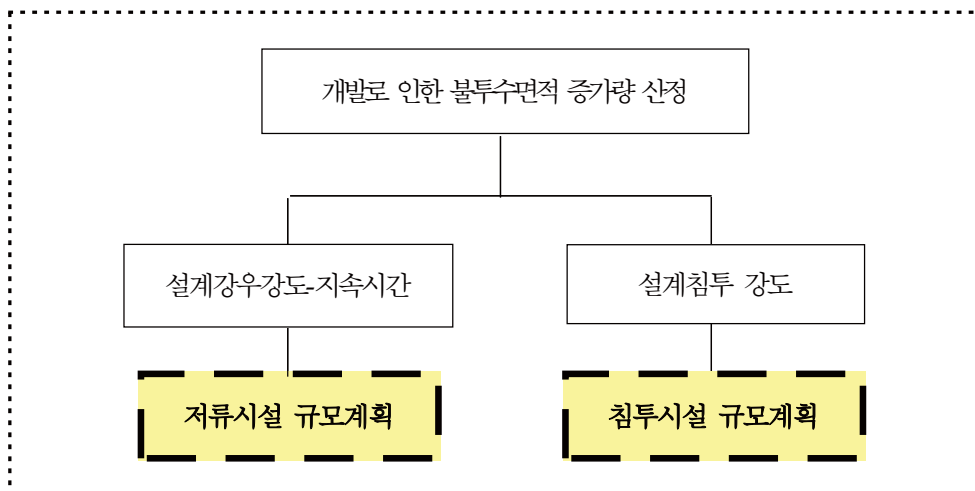 개발로 인한 불투수면적 증가량 산정
설계강우강도-지속시간
설계침투 강도
저류시설 규모계획
침투시설 규모계획